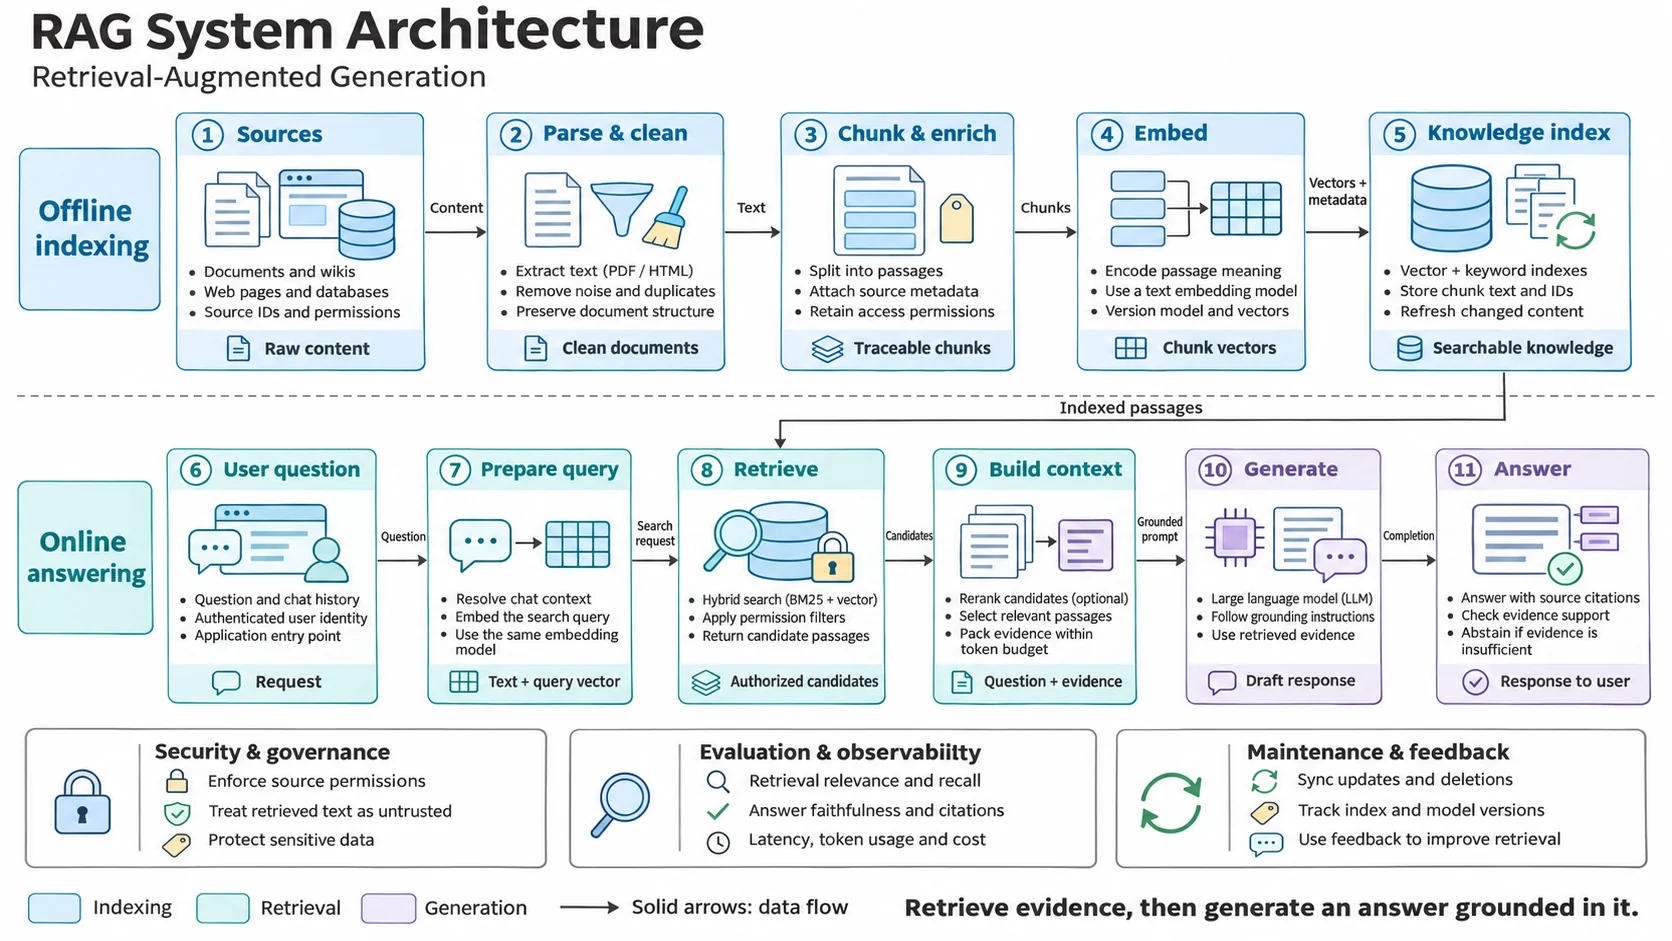 RAG System Architecture
Retrieval-Augmented Generation
Offline
indexing
1 Sources
Documents and wikis
Web pages and databases
Source IDs and permissions
Raw content
Content
2 Parse & clean
Extract text (PDF / HTML)
Remove noise and duplicates
Preserve document structure
Clean documents
Text
3 Chunk & enrich
Split into passages
Attach source metadata
Retain access permissions
Traceable chunks
Chunks
4 Embed
Encode passage meaning
Use a text embedding model
Version model and vectors
Chunk vectors
Vectors +
metadata
5 Knowledge index
Vector + keyword indexes
Store chunk text and IDs
Refresh changed content
Searchable knowledge
Indexed passages
Online
answering
6 User question
Question and chat history
Authenticated user identity
Application entry point
Request
Question
7 Prepare query
Resolve chat context
Embed the search query
Use the same embedding
model
Text + query vector
Search
request
8 Retrieve
Hybrid search (BM25 + vector)
Apply permission filters
Return candidate passages
Authorized candidates
Candidates
9 Build context
Rerank candidates (optional)
Select relevant passages
Pack evidence within
token budget
Question + evidence
Grounded
prompt
10 Generate
Large language model (LLM)
Follow grounding instructions
Use retrieved evidence
Draft response
Completion
11 Answer
Answer with source citations
Check evidence support
Abstain if evidence is
insufficient
Response to user
Security & governance
Enforce source permissions
Treat retrieved text as untrusted
Protect sensitive data
Evaluation & observability
Retrieval relevance and recall
Answer faithfulness and citations
Latency, token usage and cost
Maintenance & feedback
Sync updates and deletions
Track index and model versions
Use feedback to improve retrieval
Indexing
Retrieval
Generation
Solid arrows: data flow
Retrieve evidence, then generate an answer grounded in it.